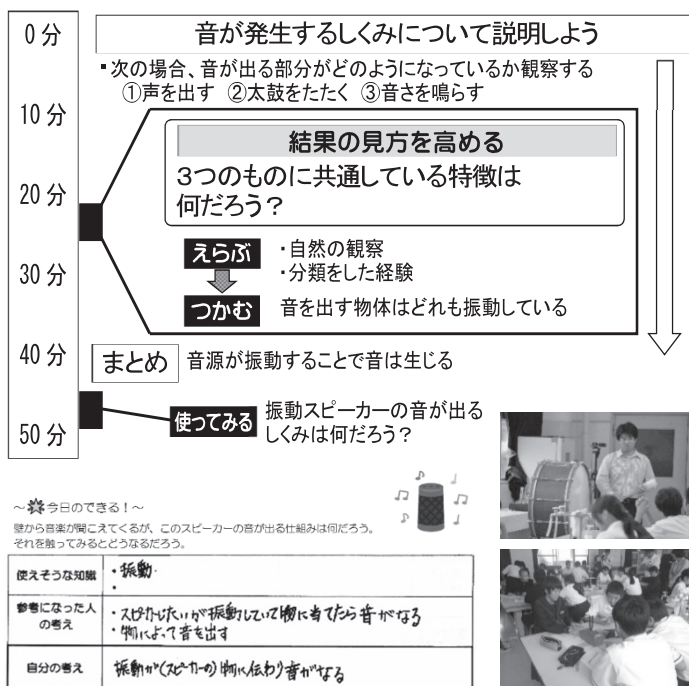 0分
音が発生するしくみについて説明しよう
▪次の場合、音が出る部分がどのようになっているか観察する
①声を出す ②太鼓をたたく ③音さを鳴らす
10分
結果の見方を高める
3つのものに共通している特徴は
何だろう？
20分
えらぶ
・自然の観察
・分類をした経験
30分
つかむ 音を出す物体はどれも振動している
40分
まとめ 音源が振動することで音は生じる
使ってみる 振動スピーカーの音が出る
しくみは何だろう？
50分
～今日のできる！～
壁から音楽が聞こえてくるが、このスピーカーの音が出る仕組みは何だろう。
それを触ってみるとどうなるだろう。
使えそうな知識
・振動
・
参考になった人
の考え
・スピーカーじたいが振動していて物に当てたら音がなる
・物によって音を出す
自分の考え
振動が(スピーカーの)物に伝わり音がなる